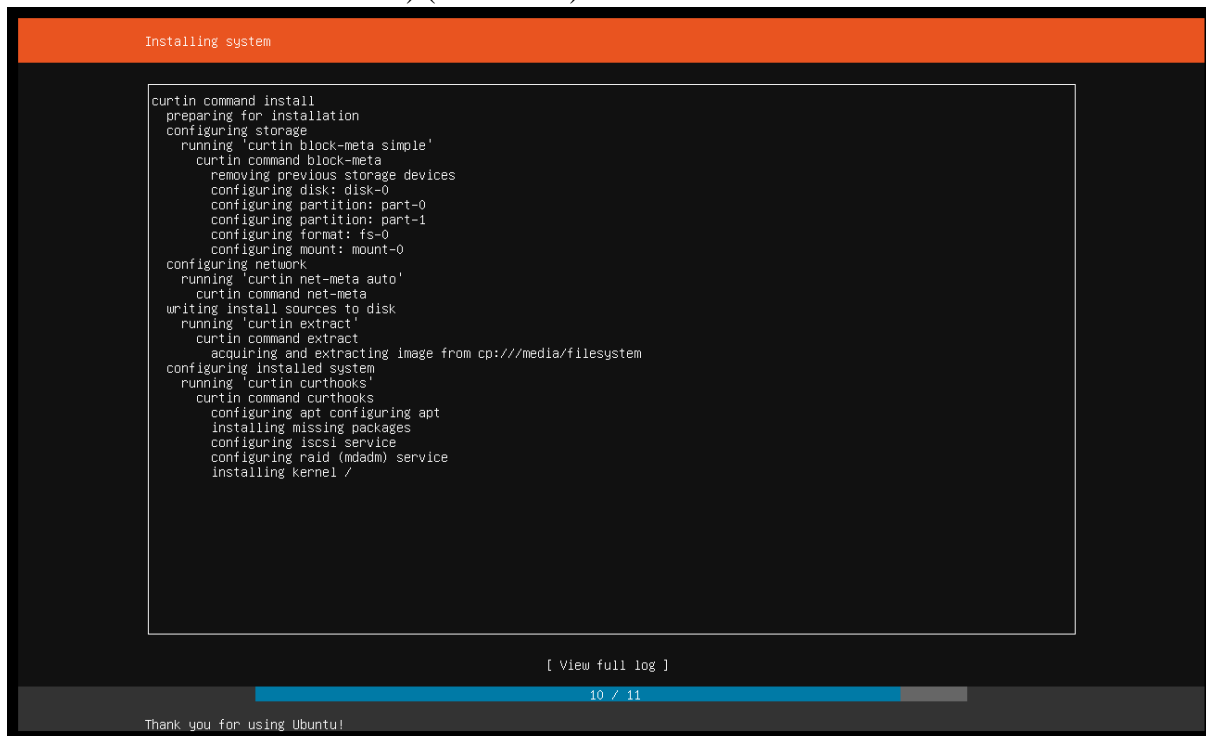 Installing system
curtin command install
preparing for installation
configuring storage
running 'curtin block-meta simple'
curtin command block-meta
removing previous storage devices
configuring disk: disk-0
configuring partition: part-0
configuring partition: part-1
configuring format: fs-0
configuring mount: mount-0
configuring network
running 'curtin net-meta auto'
curtin command net-meta
writing install sources to disk
running 'curtin extract'
curtin command extract
acquiring and extracting image from cp:///media/filesystem
configuring installed system
running 'curtin curthooks'
curtin command curthooks
configuring apt configuring apt
installing missing packages
configuring iscsi service
configuring raid (mdadm) service
installing kernel /
[ View full log ]
10 / 11
Thank you for using Ubuntu!